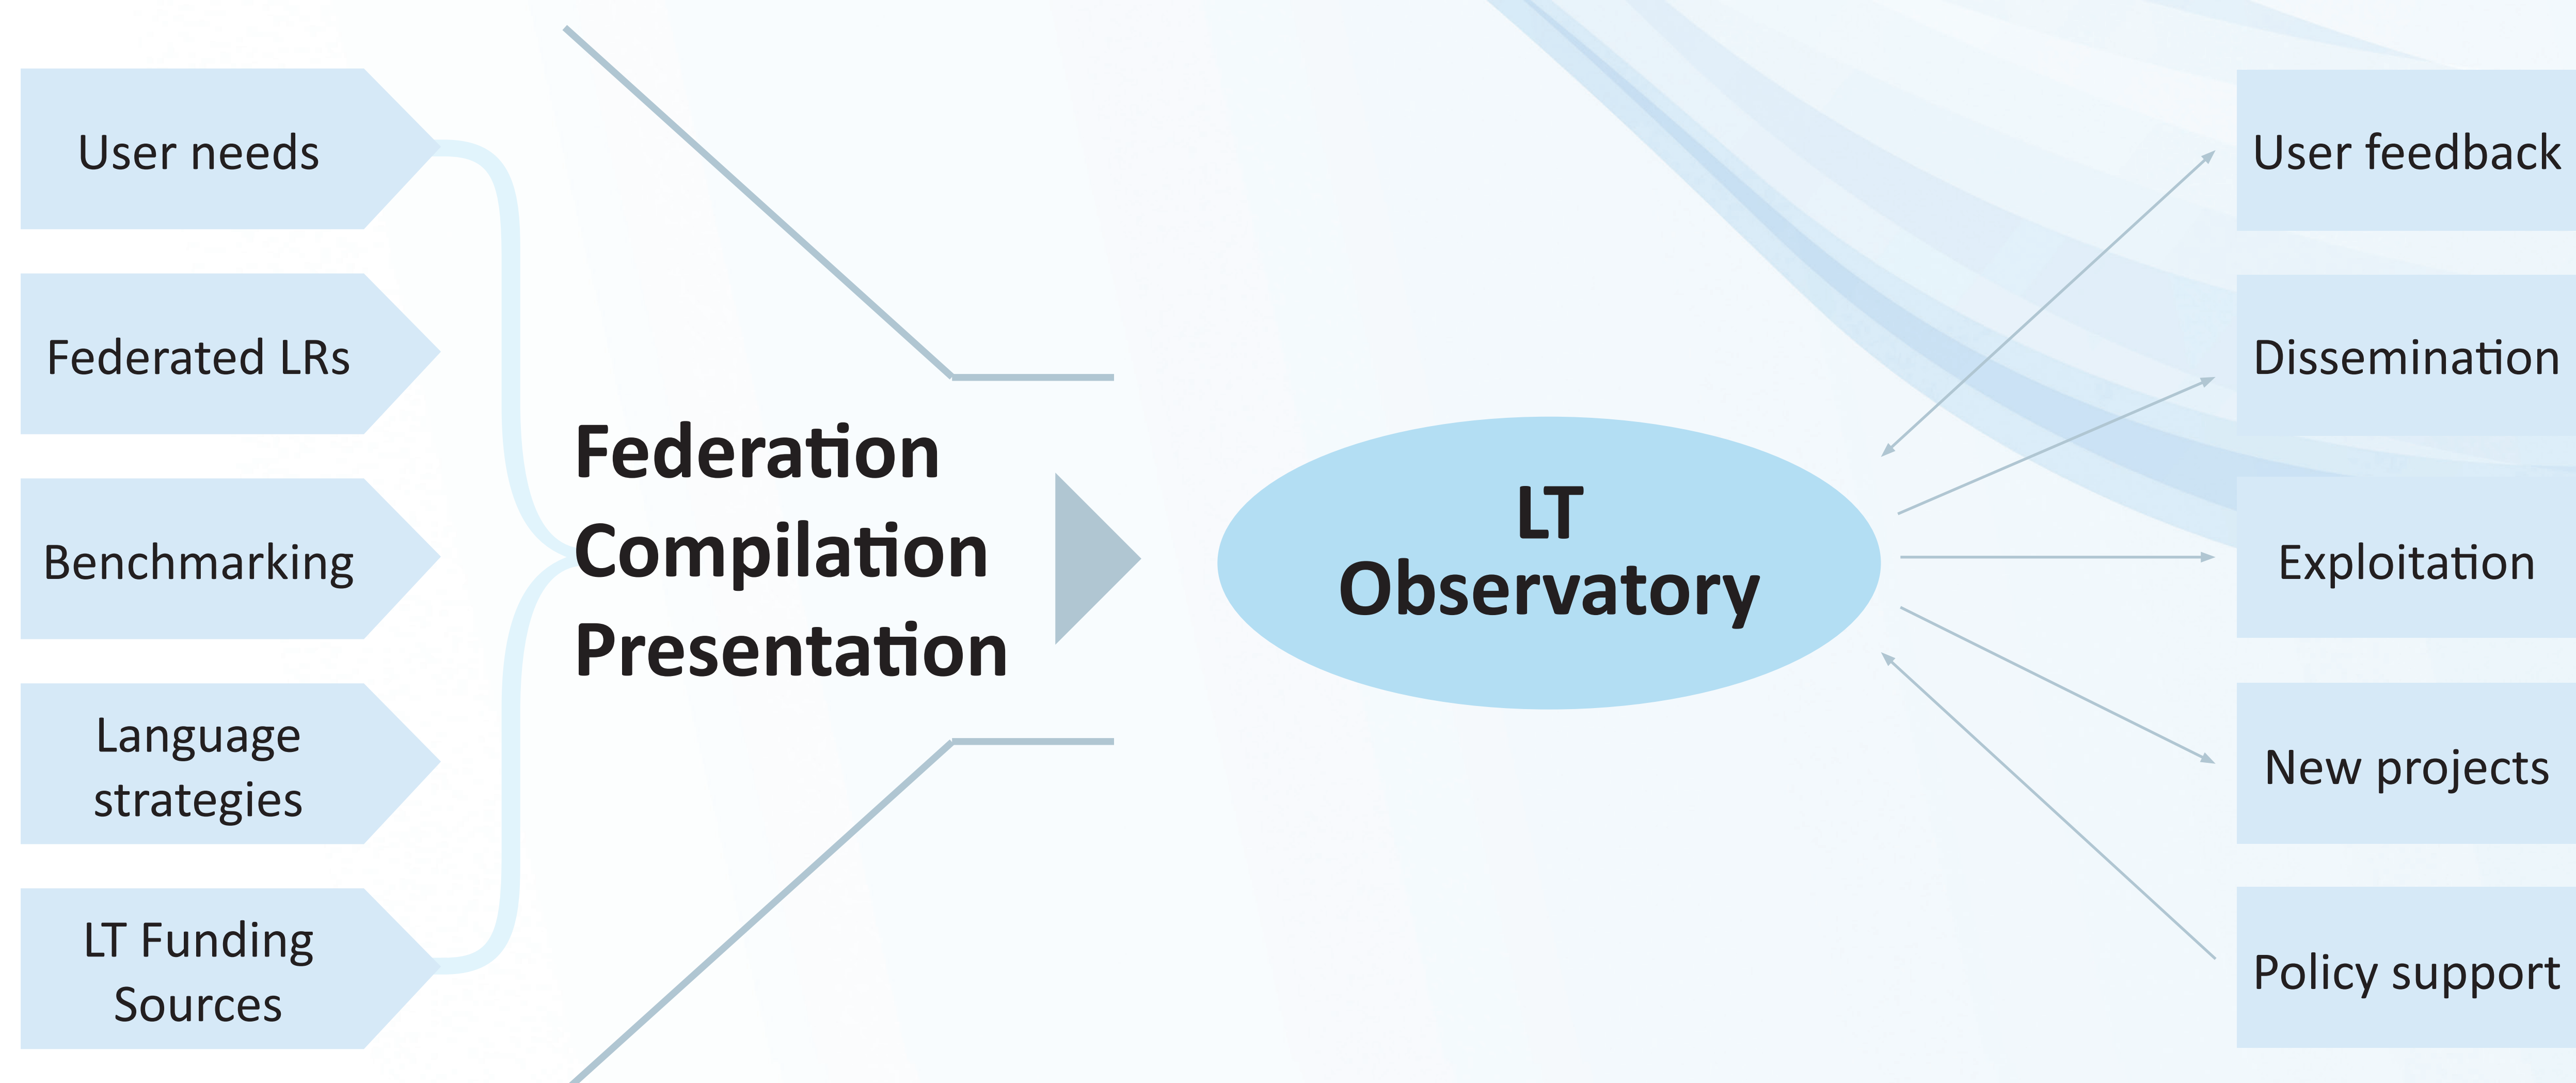 User needs
Federated LRs
Benchmarking
Language
strategies
LT Funding
Sources
Federation
Compilation
Presentation
LT
Observatory
User feedback
Dissemination
Exploitation
New projects
Policy support